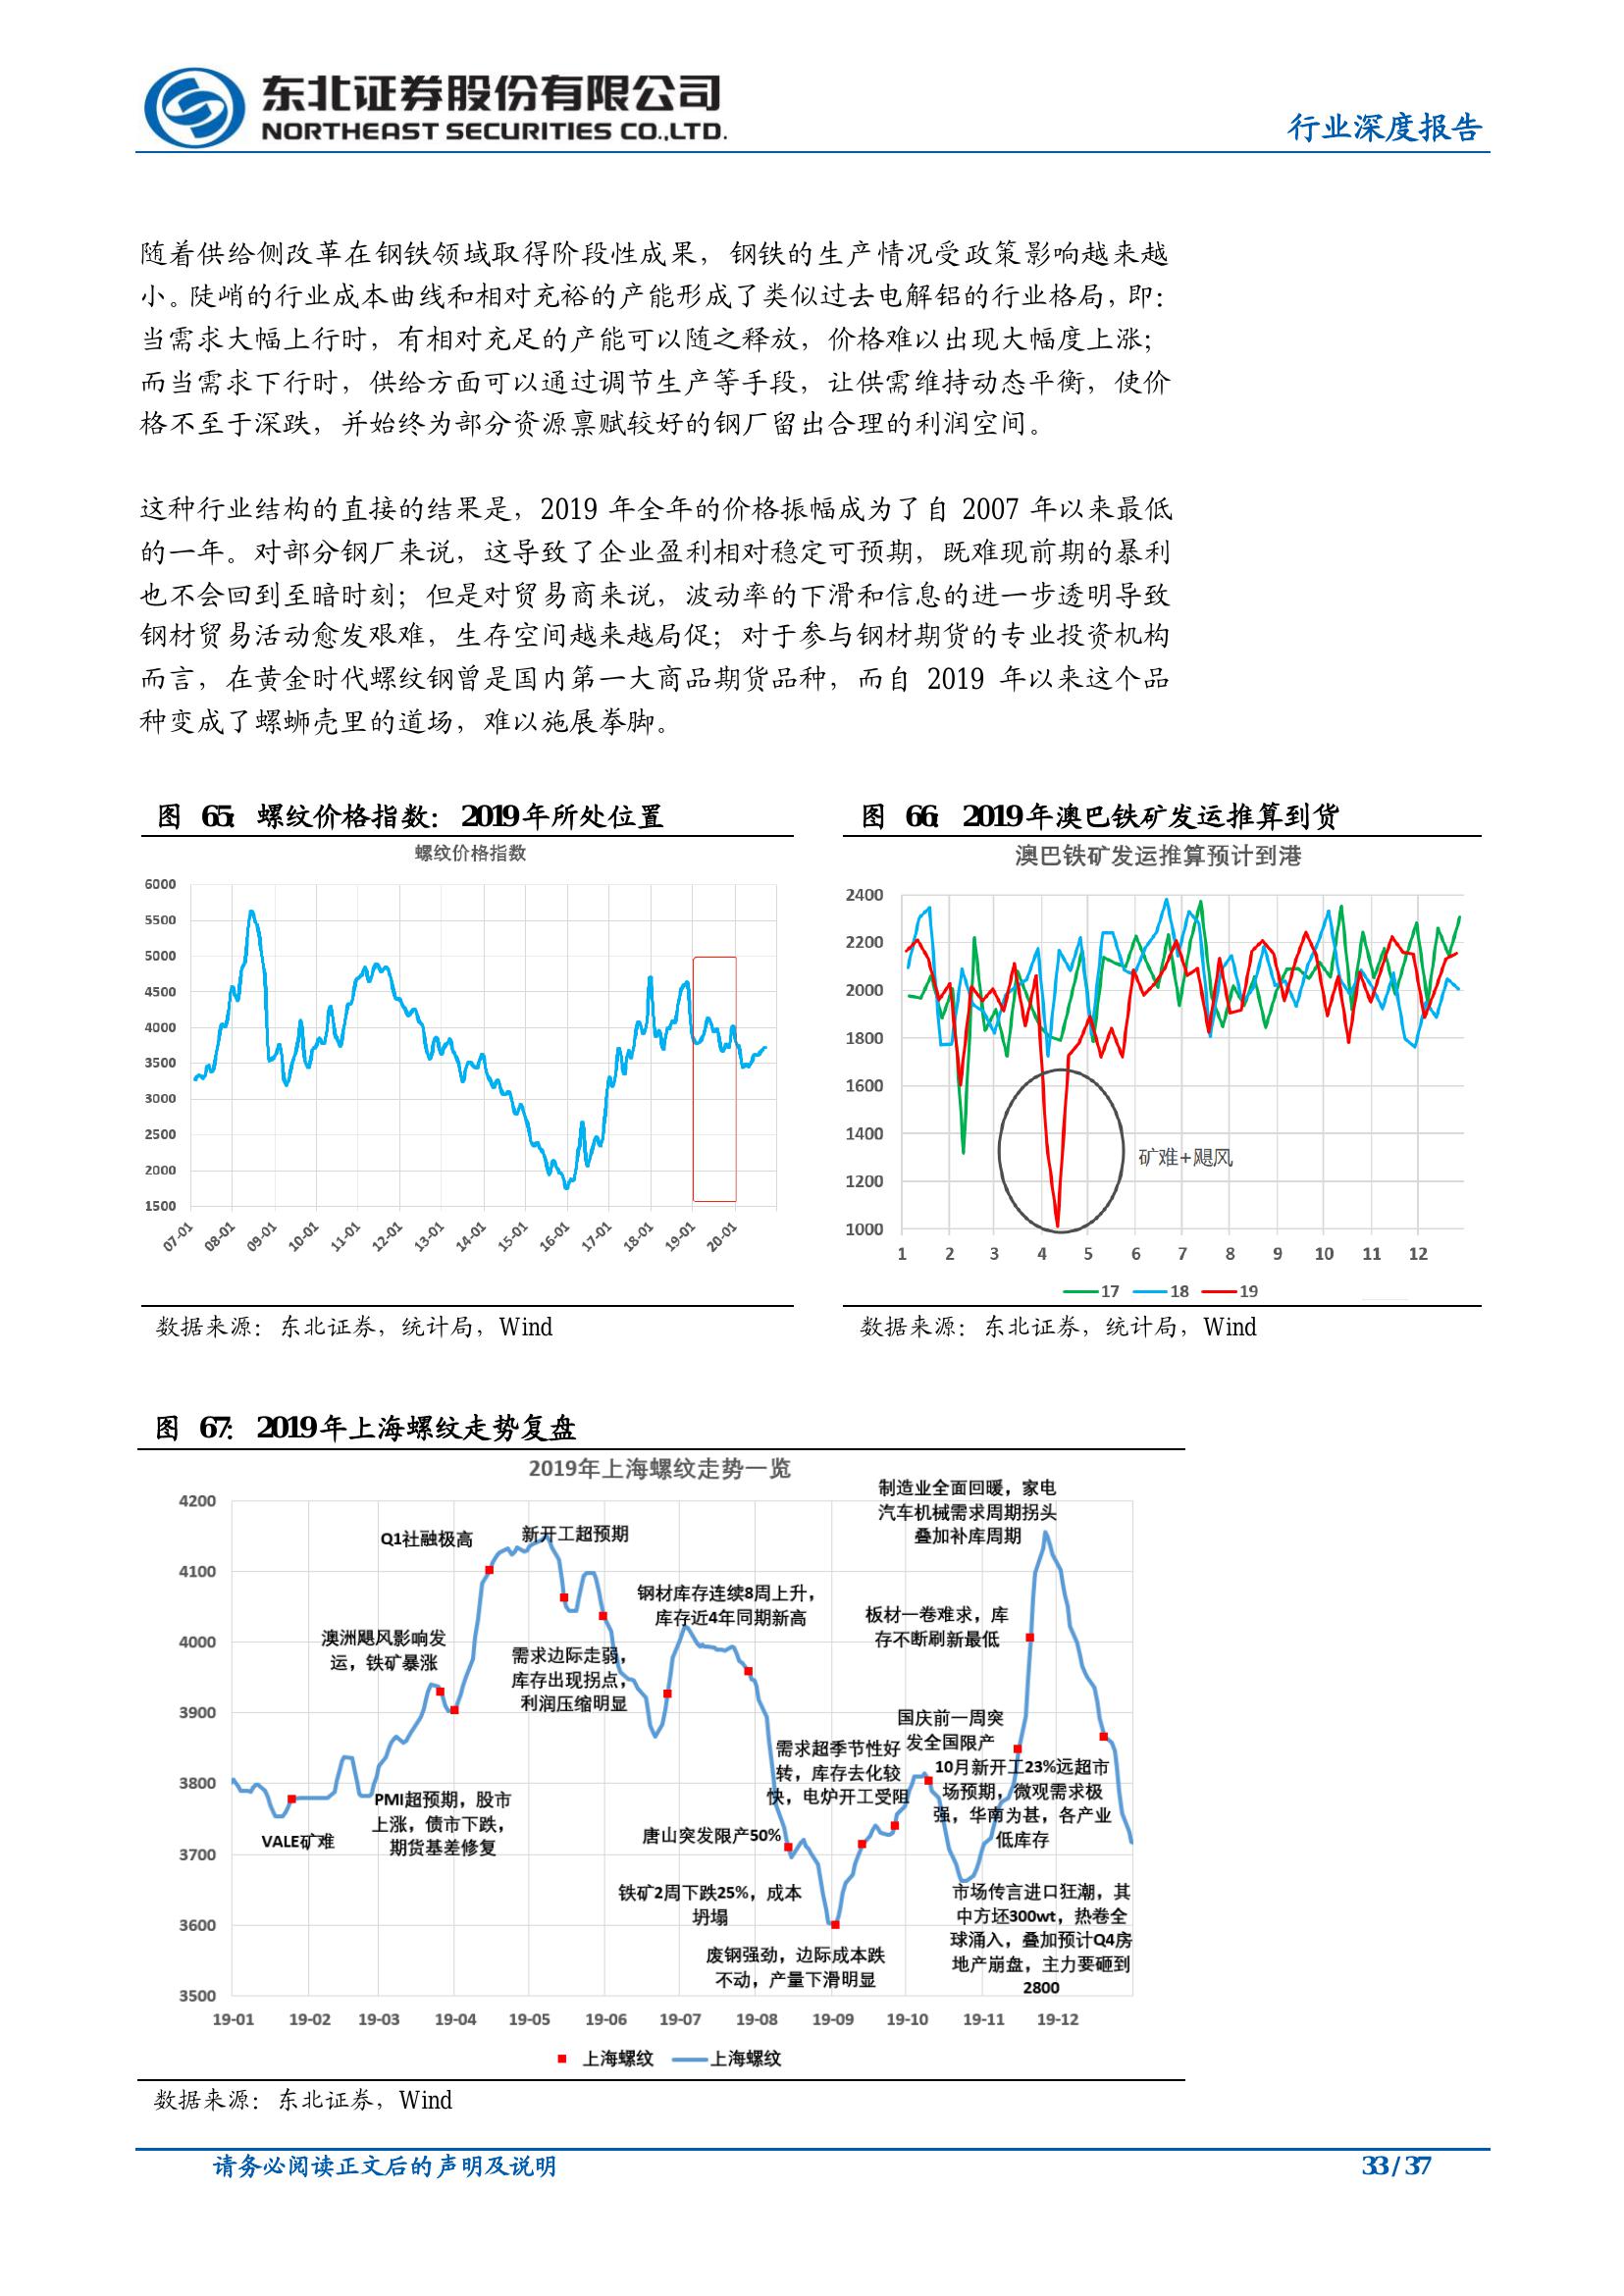 东北证券股份有限公司
NORTHEAST SECURITIES CO.,LTD.
行业深度报告
随着供给侧改革在钢铁领域取得阶段性成果，钢铁的生产情况受政策影响越来越
小。陡峭的行业成本曲线和相对充裕的产能形成了类似过去电解铝的行业格局，即：
当需求大幅上行时，有相对充足的产能可以随之释放，价格难以出现大幅度上涨；
而当需求下行时，供给方面可以通过调节生产等手段，让供需维持动态平衡，使价
格不至于深跌，并始终为部分资源禀赋较好的钢厂留出合理的利润空间。
这种行业结构的直接的结果是，2019 年全年的价格振幅成为了自 2007 年以来最低
的一年。对部分钢厂来说，这导致了企业盈利相对稳定可预期，既难现前期的暴利
也不会回到至暗时刻；但是对贸易商来说，波动率的下滑和信息的进一步透明导致
钢材贸易活动愈发艰难，生存空间越来越局促；对于参与钢材期货的专业投资机构
而言，在黄金时代螺纹钢曾是国内第一大商品期货品种，而自 2019 年以来这个品
种变成了螺蛳壳里的道场，难以施展拳脚。
图 65：螺纹价格指数：2019 年所处位置
螺纹价格指数
6000
5500
5000
4500
4000
3500
3000
2500
2000
1500
07-01 08-01 09-01 10-01 11-01 12-01 13-01 14-01 15-01 16-01 17-01 18-01 19-01 20-01
数据来源：东北证券，统计局，Wind
图 66：2019 年澳巴铁矿发运推算到货
澳巴铁矿发运推算预计到港
2400
2200
2000
1800
1600
1400
1200
1000
矿难+飓风
1 2 3 4 5 6 7 8 9 10 11 12
17 18 19
数据来源：东北证券，统计局，Wind
图 67：2019 年上海螺纹走势复盘
2019年上海螺纹走势一览
4200
4100
4000
3900
3800
3700
3600
3500
制造业全面回暖，家电
汽车机械需求周期拐头
叠加补库周期
Q1社融极高
新开工超预期
钢材库存连续8周上升，
库存近4年同期新高
板材一卷难求，库
存不断刷新最低
澳洲飓风影响发
运，铁矿暴涨
需求边际走弱，
库存出现拐点，
利润压缩明显
国庆前一周突
发全国限产
需求超季节性好
转，库存去化较
快，电炉开工受阻
10月新开工23%远超市
场预期，微观需求极
强，华南为甚，各产业
低库存
PMI超预期，股市
上涨，债市下跌，
期货基差修复
VALE矿难
唐山突发限产50%
铁矿2周下跌25%，成本
坍塌
市场传言进口狂潮，其
中方坯300wt，热卷全
球涌入，叠加预计Q4房
地产崩盘，主力要砸到
2800
废钢强劲，边际成本跌
不动，产量下滑明显
19-01 19-02 19-03 19-04 19-05 19-06 19-07 19-08 19-09 19-10 19-11 19-12
上海螺纹 上海螺纹
数据来源：东北证券，Wind
请务必阅读正文后的声明及说明
33 / 37